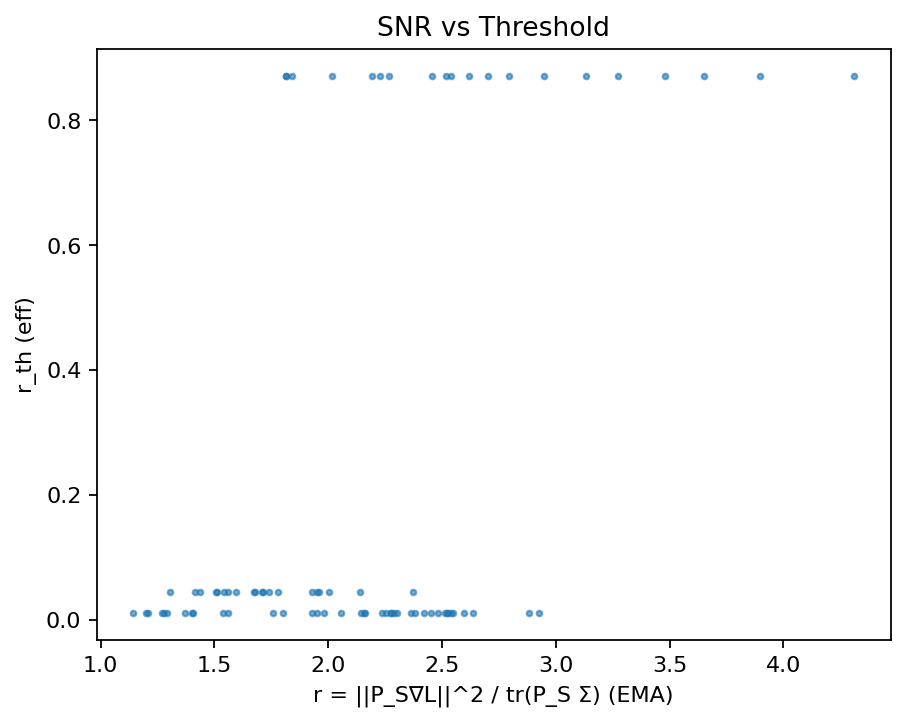 SNR vs Threshold
r_th (eff)
0.8
0.6
0.4
0.2
0.0
1.0 1.5 2.0 2.5 3.0 3.5 4.0
r = ||P_S∇L||^2 / tr(P_S Σ) (EMA)